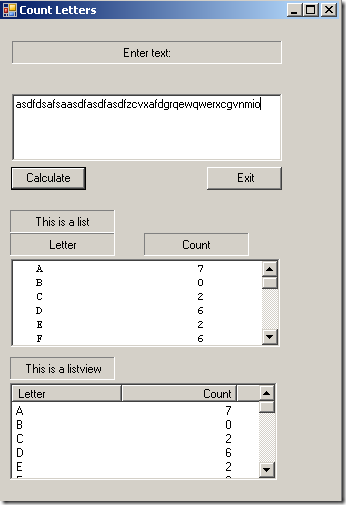 Count Letters
Enter text:
asdfdsafsaasdfasdfasdfzcvxafdgrqewqwerxcgvnmio
Calculate Exit
This is a list
Letter Count
A 7
B 0
C 2
D 6
E 2
F 6
This is a listview
Letter Count
A 7
B 0
C 2
D 6
E 2